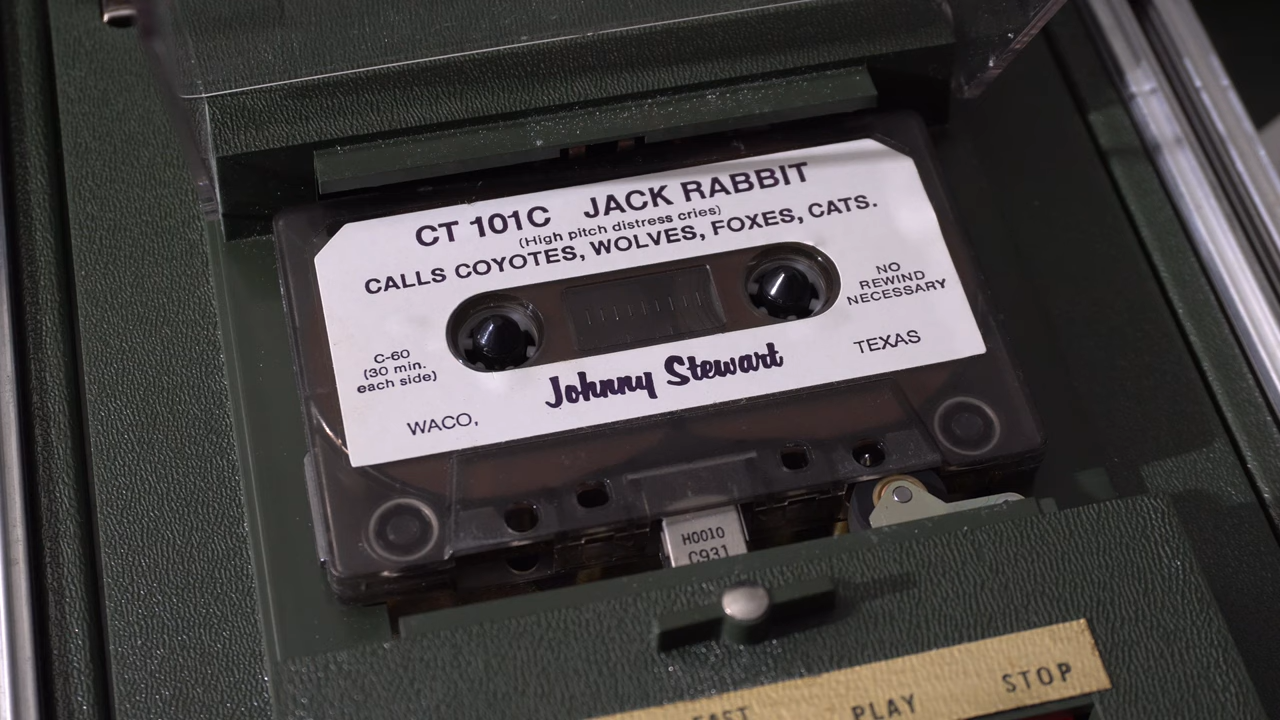 CT 101C JACK RABBIT
(High pitch distress cries)
CALLS COYOTES, WOLVES, FOXES, CATS.
NO
REWIND
NECESSARY
C-60
(30 min.
each side)
Johnny Stewart
WACO,
TEXAS
H0010
C931
FAST
PLAY
STOP